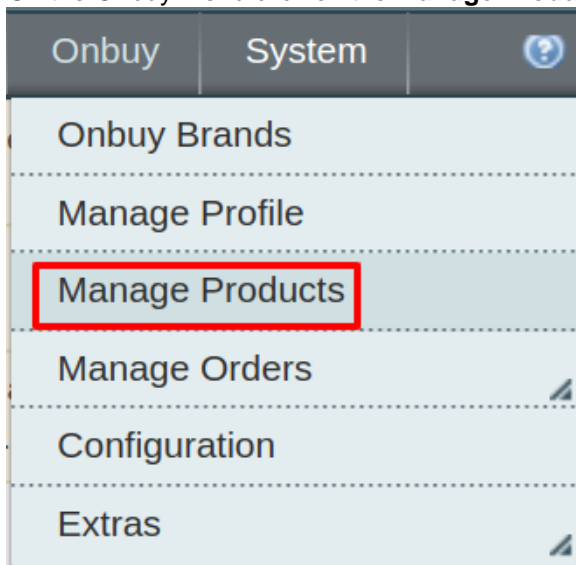 Onbuy System
Onbuy Brands
Manage Profile
Manage Products
Manage Orders
Configuration
Extras